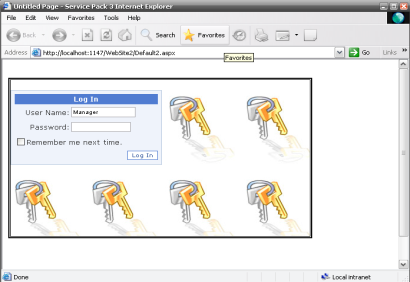 Untitled Page - Service Pack 3 Internet Explorer
File Edit View Favorites Tools Help
Back Search Favorites
Address http://localhost:1147/WebSite2/Default2.aspx Go Links »
Favorites
Log In
User Name: Manager
Password:
Remember me next time.
Log In
Done Local intranet